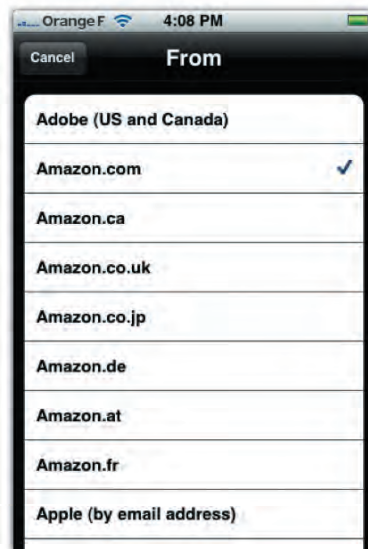 Orange F 4:08 PM
Cancel From
Adobe (US and Canada)
Amazon.com
Amazon.ca
Amazon.co.uk
Amazon.co.jp
Amazon.de
Amazon.at
Amazon.fr
Apple (by email address)